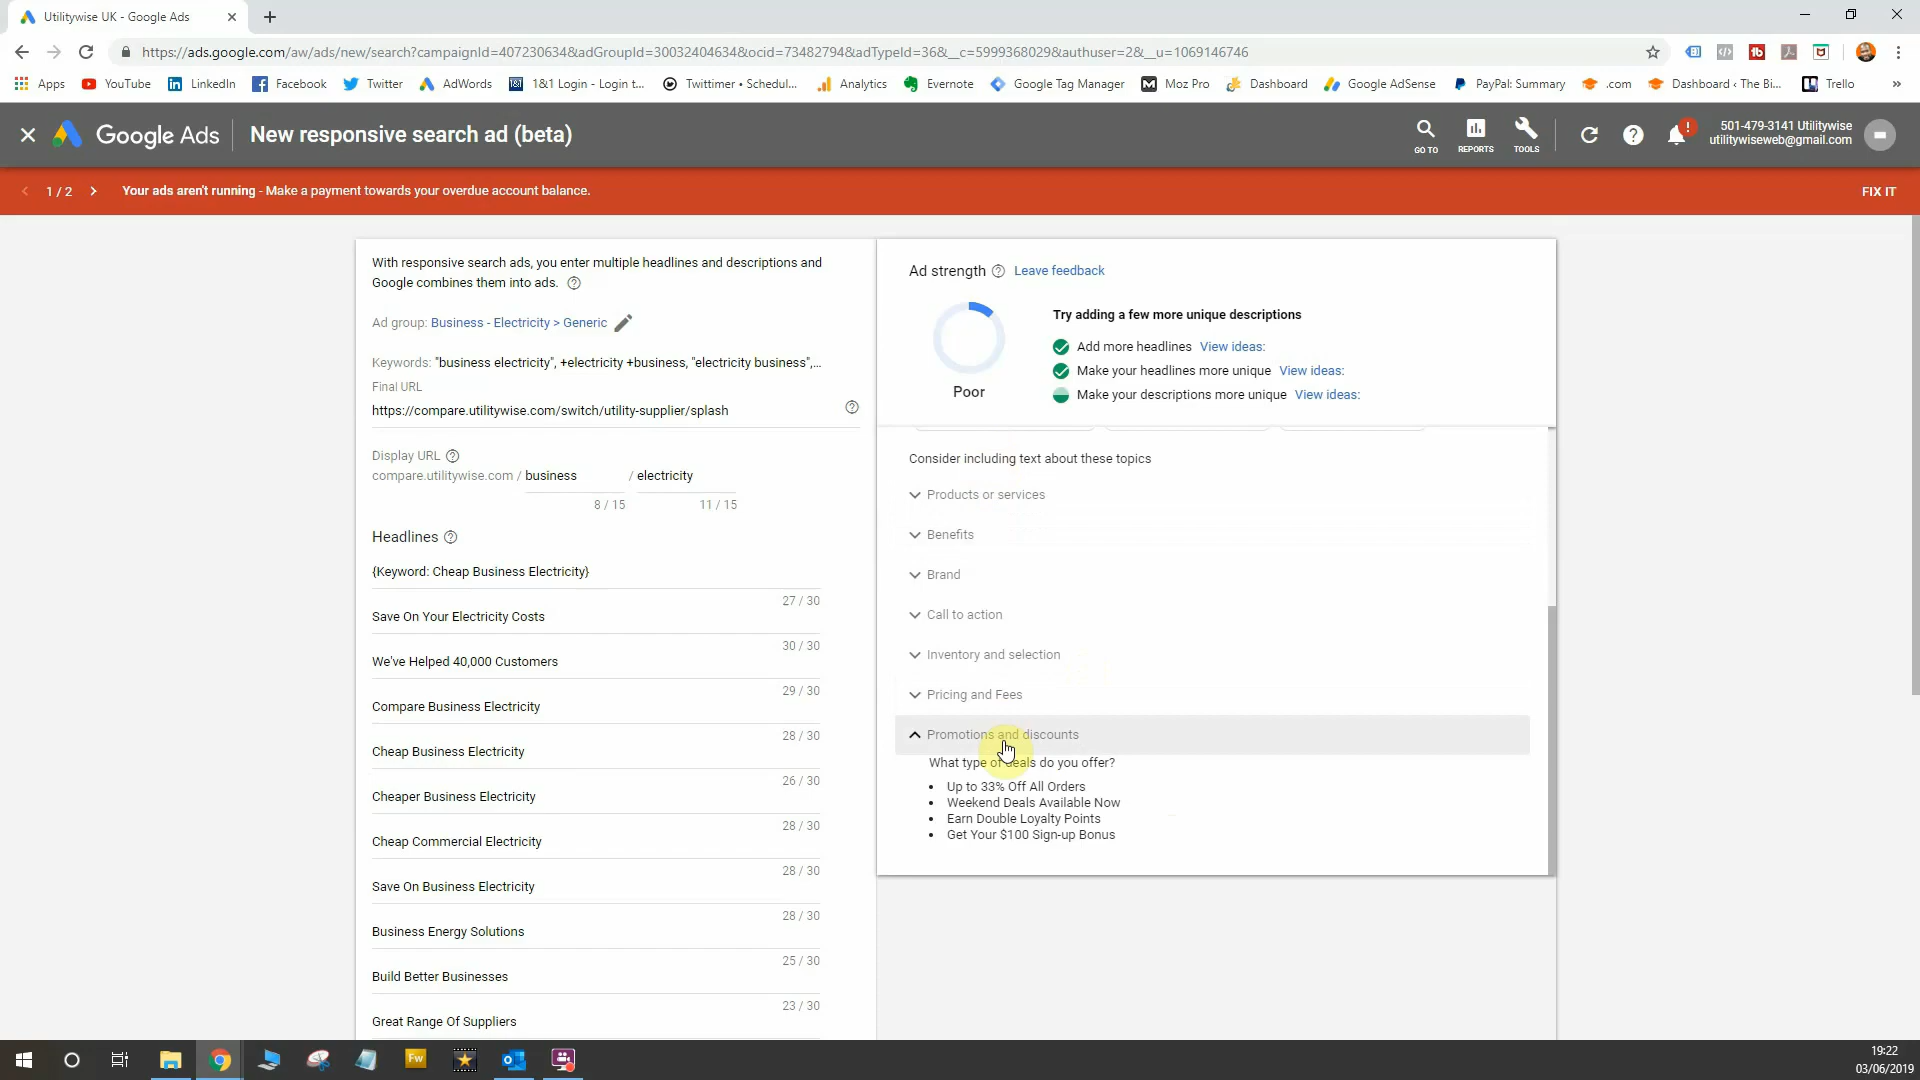 Utilitywise UK - Google Ads
https://ads.google.com/aw/ads/new/search?campaignId=407230634&adGroupId=30032404634&ocid=73482794&adTypeId=36&__c=5999368029&authuser=2&__u=1069146746
Apps YouTube LinkedIn Facebook Twitter AdWords 1&1 Login - Login t... Twittimer • Schedul... Analytics Evernote Google Tag Manager Moz Pro Dashboard Google AdSense PayPal: Summary .com Dashboard ‹ The Bi... Trello »
Google Ads New responsive search ad (beta)
GO TO REPORTS TOOLS
501-479-3141 Utilitywise
utilitywiseweb@gmail.com
1 / 2 Your ads aren't running - Make a payment towards your overdue account balance. FIX IT
With responsive search ads, you enter multiple headlines and descriptions and
Google combines them into ads.
Ad group: Business - Electricity > Generic
Keywords: "business electricity", +electricity +business, "electricity business",...
Final URL
https://compare.utilitywise.com/switch/utility-supplier/splash
Display URL
compare.utilitywise.com / business / electricity
8 / 15 11 / 15
Headlines
{Keyword: Cheap Business Electricity}
27 / 30
Save On Your Electricity Costs
30 / 30
We've Helped 40,000 Customers
29 / 30
Compare Business Electricity
28 / 30
Cheap Business Electricity
26 / 30
Cheaper Business Electricity
28 / 30
Cheap Commercial Electricity
28 / 30
Save On Business Electricity
28 / 30
Business Energy Solutions
25 / 30
Build Better Businesses
23 / 30
Great Range Of Suppliers
Ad strength Leave feedback
Poor
Try adding a few more unique descriptions
Add more headlines View ideas:
Make your headlines more unique View ideas:
Make your descriptions more unique View ideas:
Consider including text about these topics
Products or services
Benefits
Brand
Call to action
Inventory and selection
Pricing and Fees
Promotions and discounts
What type of deals do you offer?
• Up to 33% Off All Orders
• Weekend Deals Available Now
• Earn Double Loyalty Points
• Get Your $100 Sign-up Bonus
Fw
19:22
03/06/2019